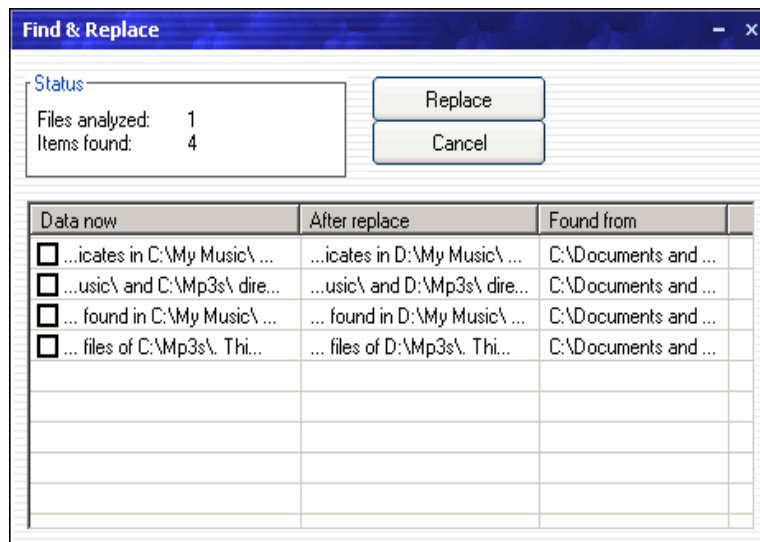 Find & Replace
Status
Files analyzed: 1
Items found: 4
Replace
Cancel
Data now After replace Found from
...icates in C:\My Music\ ... ...icates in D:\My Music\ ... C:\Documents and ...
...usic\ and C:\Mp3s\ dire... ...usic\ and D:\Mp3s\ dire... C:\Documents and ...
... found in C:\My Music\ ... ... found in D:\My Music\ ... C:\Documents and ...
... files of C:\Mp3s\. Thi... ... files of D:\Mp3s\. Thi... C:\Documents and ...